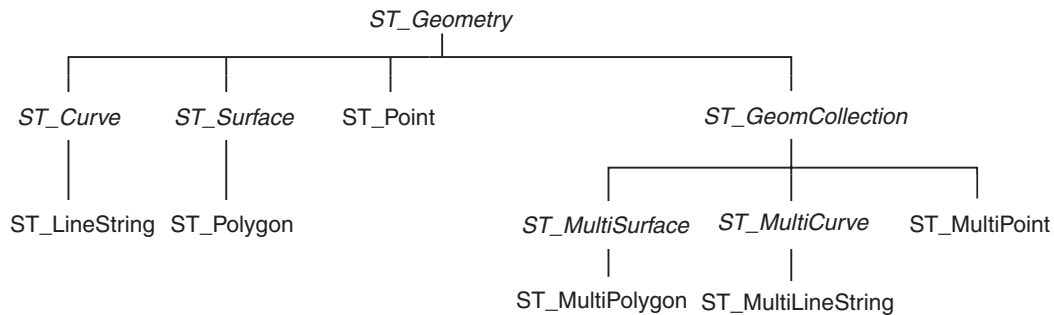 ST_Geometry
ST_Curve ST_Surface ST_Point ST_GeomCollection
ST_LineString ST_Polygon ST_MultiSurface ST_MultiCurve ST_MultiPoint
ST_MultiPolygon ST_MultiLineString